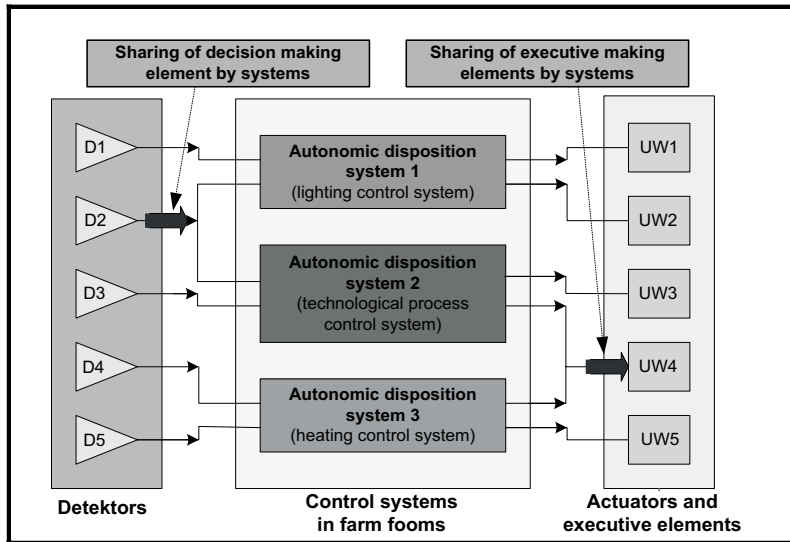 Sharing of decision making
element by systems
Sharing of executive making
elements by systems
D1
D2
D3
D4
D5
Autonomic disposition
system 1
(lighting control system)
Autonomic disposition
system 2
(technological process
control system)
Autonomic disposition
system 3
(heating control system)
UW1
UW2
UW3
UW4
UW5
Detektors
Control systems
in farm fooms
Actuators and
executive elements